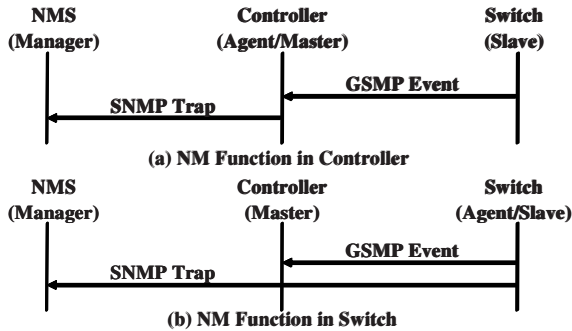 NMS Controller Switch
(Manager) (Agent/Master) (Slave)
GSMP Event
SNMP Trap
(a) NM Function in Controller
NMS Controller Switch
(Manager) (Master) (Agent/Slave)
GSMP Event
SNMP Trap
(b) NM Function in Switch